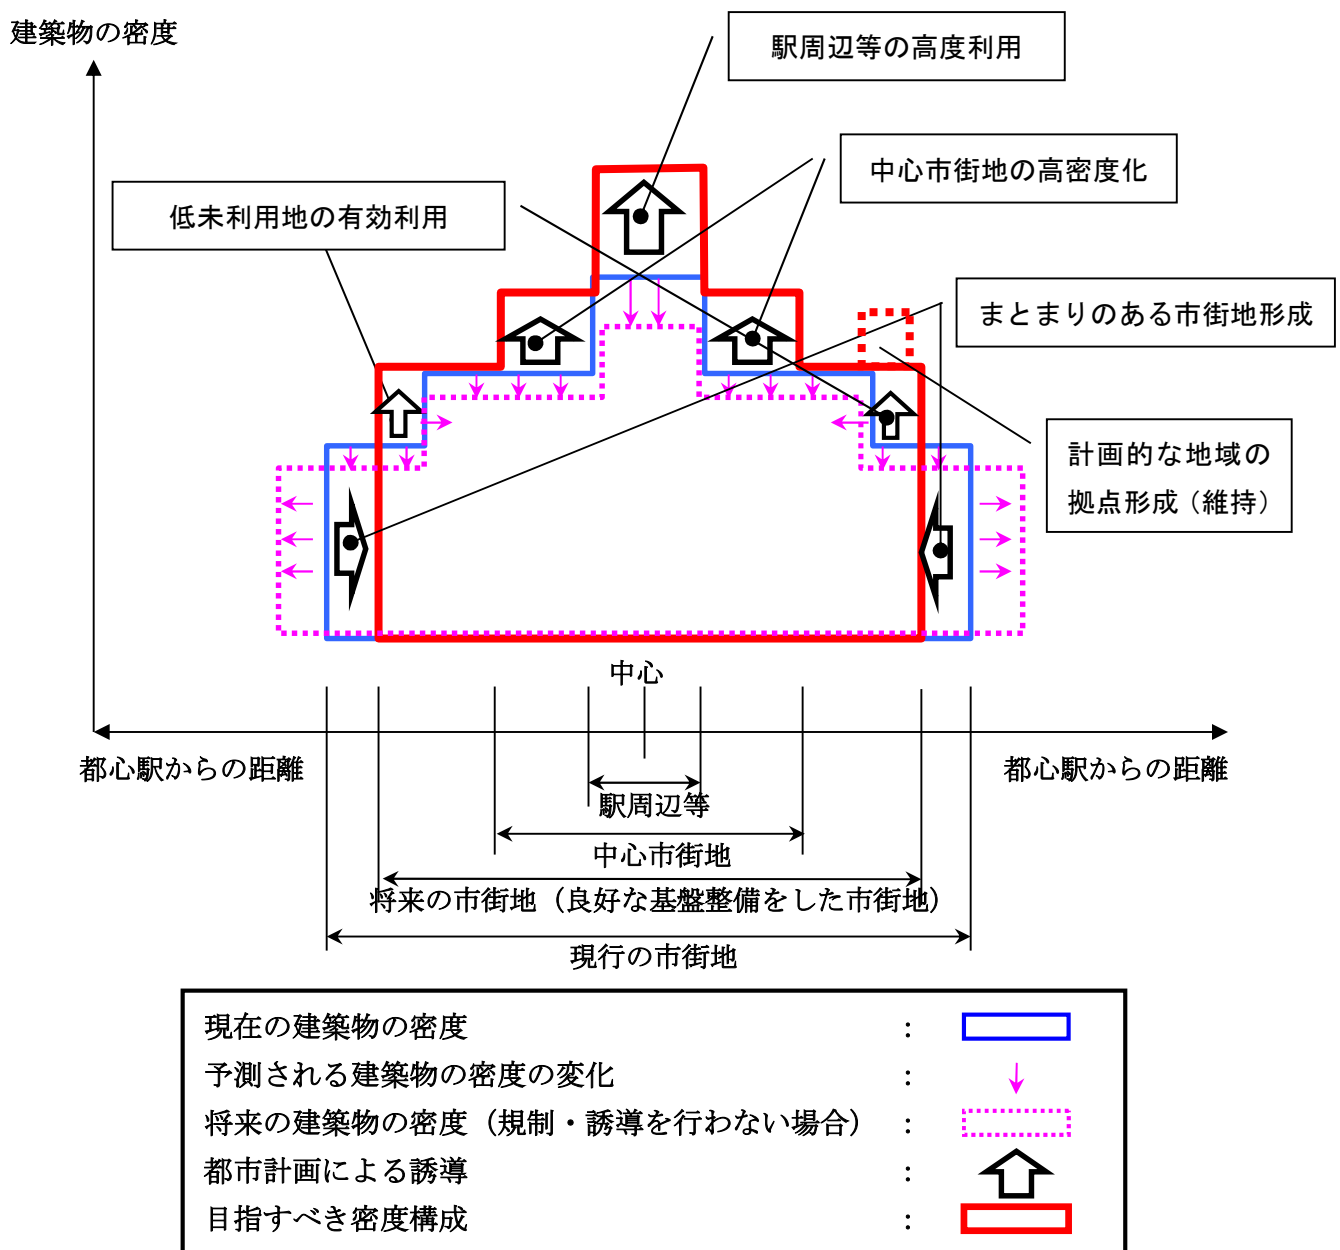 建築物の密度
駅周辺等の高度利用
中心市街地の高密度化
低未利用地の有効利用
まとまりのある市街地形成
計画的な地域の
拠点形成（維持）
中心
都心駅からの距離
都心駅からの距離
駅周辺等
中心市街地
将来の市街地（良好な基盤整備をした市街地）
現行の市街地
現在の建築物の密度 :
予測される建築物の密度の変化 :
将来の建築物の密度（規制・誘導を行わない場合） :
都市計画による誘導 :
目指すべき密度構成 :